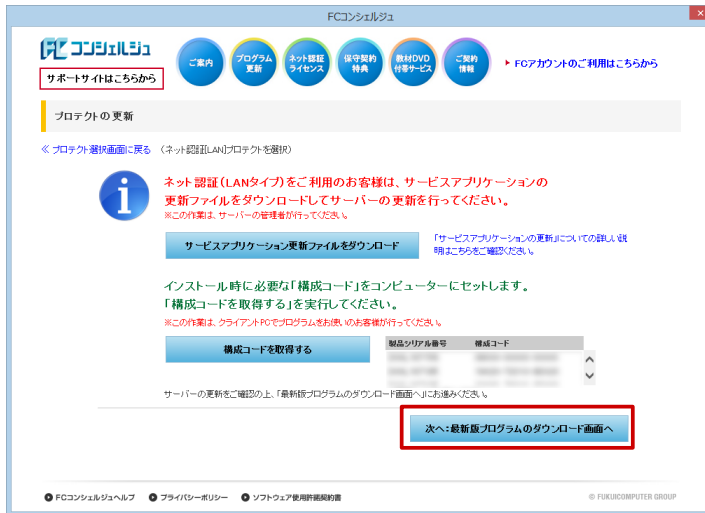 FCコンシェルジュ
×
FC コンシェルジュ
サポートサイトはこちらから
ご案内
プログラム
更新
ネット認証
ライセンス
保守契約
特典
教材DVD
付帯サービス
ご契約
情報
FCアカウントのご利用はこちらから
プロテクトの更新
≪ プロテクト選択画面に戻る (ネット認証[LAN]プロテクトを選択)
ネット認証(LANタイプ)をご利用のお客様は、サービスアプリケーションの
更新ファイルをダウンロードしてサーバーの更新を行ってください。
※この作業は、サーバーの管理者が行ってください。
サービスアプリケーション更新ファイルをダウンロード
「サービスアプリケーションの更新」についての詳しい説
明はこちらをご確認ください。
インストール時に必要な「構成コード」をコンピューターにセットします。
「構成コードを取得する」を実行してください。
※この作業は、クライアントPCでプログラムをお使いのお客様が行ってください。
構成コードを取得する
製品シリアル番号 構成コード
サーバーの更新をご確認の上、「最新版プログラムのダウンロード画面へ」にお進みください。
次へ:最新版プログラムのダウンロード画面へ
FCコンシェルジュヘルプ プライバシーポリシー ソフトウェア使用許諾契約書
© FUKUICOMPUTER GROUP